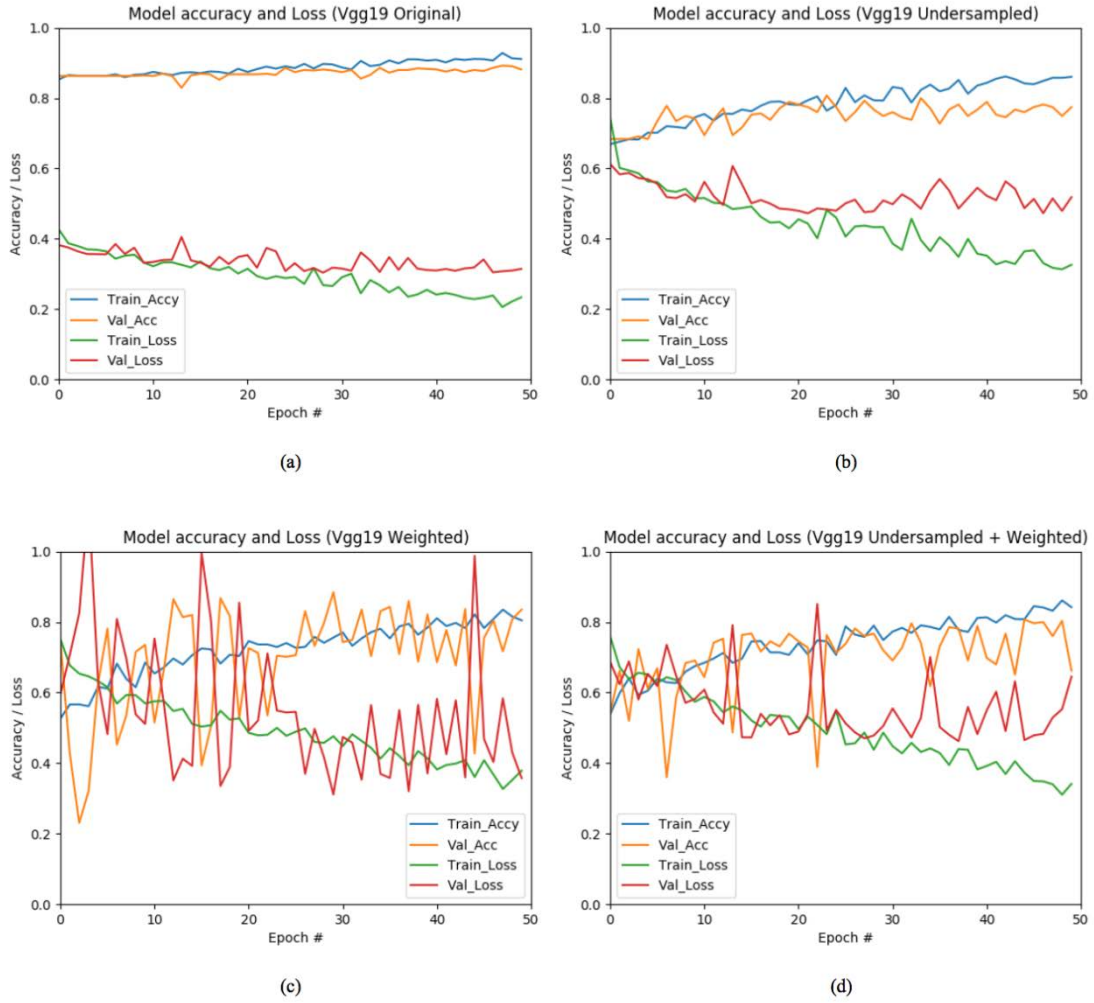 Model accuracy and Loss (Vgg19 Original)
1.0
0.8
0.6
0.4
0.2
0.0
Accuracy / Loss
Train_Accy
Val_Acc
Train_Loss
Val_Loss
0 10 20 30 40 50
Epoch #
(a)
Model accuracy and Loss (Vgg19 Undersampled)
1.0
0.8
0.6
0.4
0.2
0.0
Accuracy / Loss
Train_Accy
Val_Acc
Train_Loss
Val_Loss
0 10 20 30 40 50
Epoch #
(b)
Model accuracy and Loss (Vgg19 Weighted)
1.0
0.8
0.6
0.4
0.2
0.0
Accuracy / Loss
Train_Accy
Val_Acc
Train_Loss
Val_Loss
0 10 20 30 40 50
Epoch #
(c)
Model accuracy and Loss (Vgg19 Undersampled + Weighted)
1.0
0.8
0.6
0.4
0.2
0.0
Accuracy / Loss
Train_Accy
Val_Acc
Train_Loss
Val_Loss
0 10 20 30 40 50
Epoch #
(d)